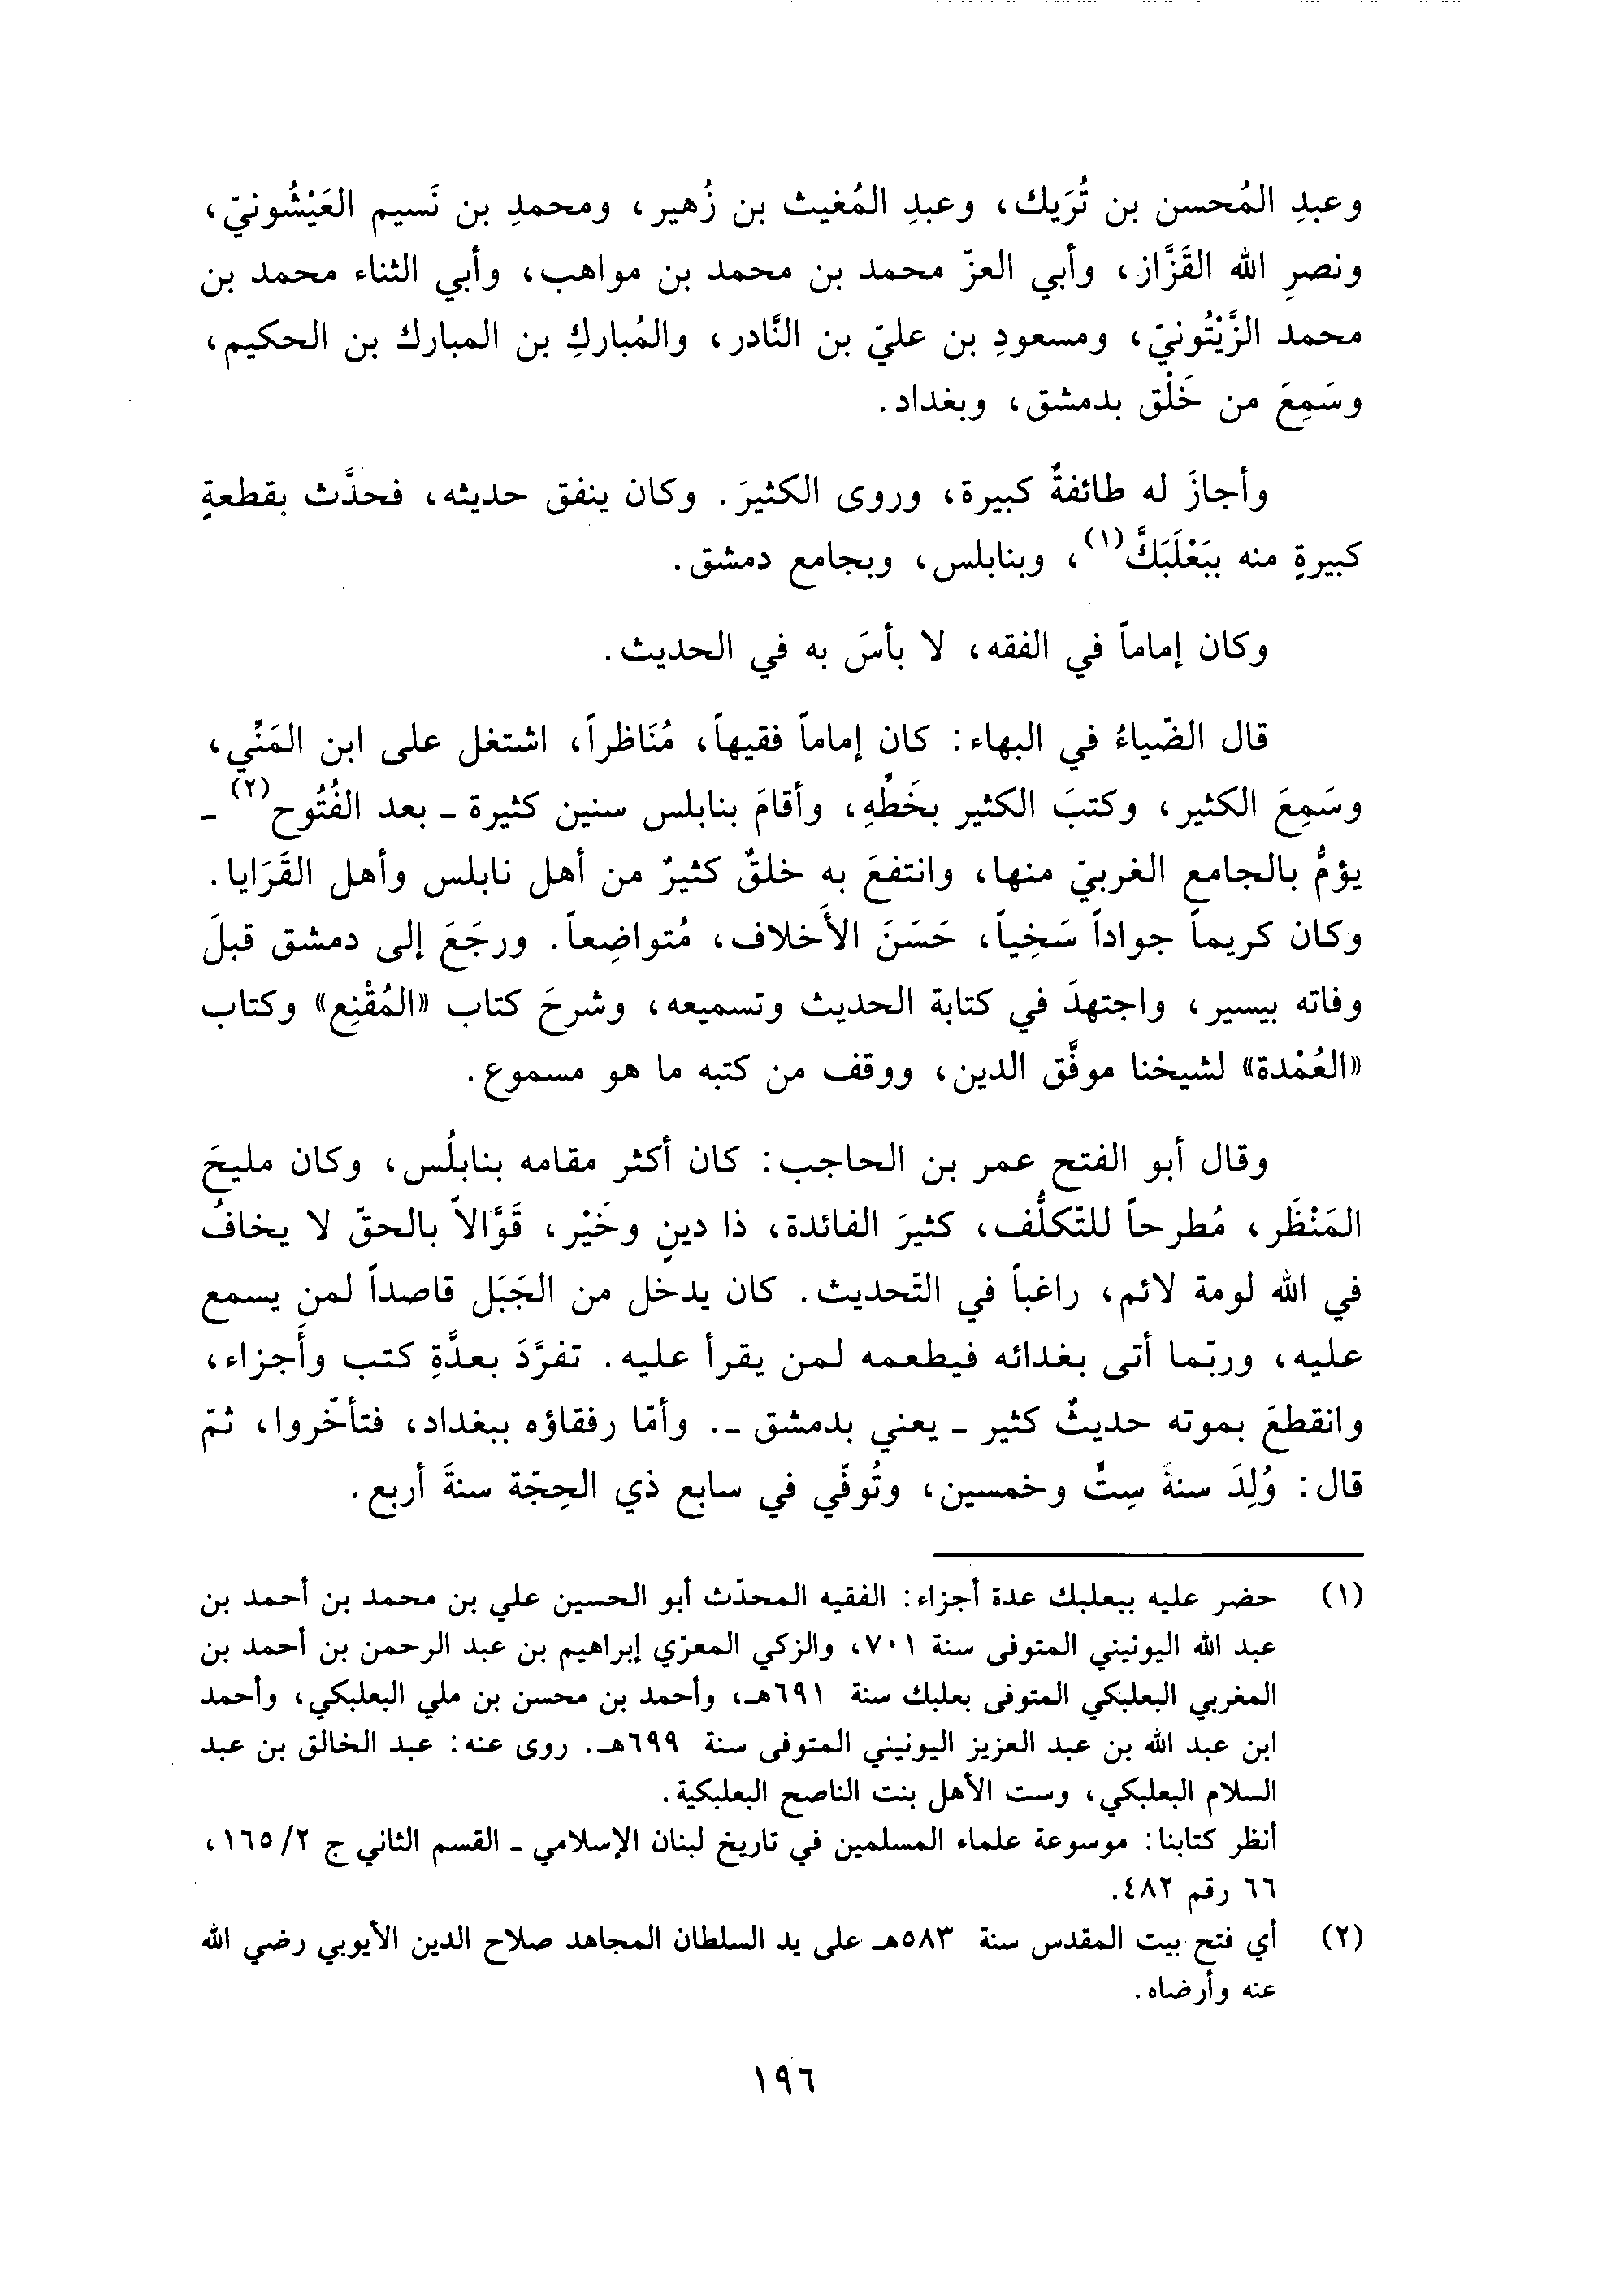 وعبدِ المُحسن بن تُرَيك، وعبدِ المُغيث بن زُهير، ومحمدِ بن نَسيم العَيْشُونيّ،
ونصرِ الله القَزَّاز، وأبي العزّ محمد بن محمد بن مواهب، وأبي الثناء محمد بن
محمد الزَّيْتُونيّ، ومسعودِ بن عليّ بن النَّادر، والمُباركِ بن المبارك بن الحكيم،
وسَمِعَ من خَلْق بدمشق، وبغداد.
وأجازَ له طائفةٌ كبيرة، وروى الكثيرَ. وكان ينفق حديثه، فحدَّث بقطعةٍ
كبيرةٍ منه ببَعْلَبَكَّ(١)، وبنابلس، وبجامع دمشق.
وكان إماماً في الفقه، لا بأسَ به في الحديث.
قال الضّياءُ في البهاء: كان إماماً فقيهاً، مُنَاظراً، اشتغل على ابن المَنِّي،
وسَمِعَ الكثير، وكتبَ الكثير بخَطِّهِ، وأقامَ بنابلس سنين كثيرة ـ بعد الفُتُوح(٢) ـ
يؤمُّ بالجامع الغربيّ منها، وانتفعَ به خلقٌ كثيرٌ من أهل نابلس وأهل القَرَايا.
وكان كريماً جواداً سَخِياً، حَسَنَ الأَخلاف، مُتواضِعاً. ورجَعَ إلى دمشق قبلَ
وفاته بيسير، واجتهدَ في كتابة الحديث وتسميعه، وشرحَ كتاب «المُقْنِع» وكتاب
«العُمْدة» لشيخنا موفَّق الدين، ووقف من كتبه ما هو مسموع.
وقال أبو الفتح عمر بن الحاجب: كان أكثر مقامه بنابلُس، وكان مليحَ
المَنْظَر، مُطرحاً للتّكلُّف، كثيرَ الفائدة، ذا دينٍ وخَيْر، قَوَّالاً بالحقّ لا يخافُ
في الله لومة لائم، راغباً في التّحديث. كان يدخل من الجَبَل قاصداً لمن يسمع
عليه، وربّما أتى بغدائه فيطعمه لمن يقرأ عليه. تفرَّدَ بعدَّةِ كتب وأَجزاء،
وانقطعَ بموته حديثٌ كثير ـ يعني بدمشق ـ. وأمّا رفقاؤه ببغداد، فتأخّروا، ثمّ
قال: وُلِدَ سنةَ سِتٍّ وخمسين، وتُوفّي في سابع ذي الحِجّة سنةَ أربع.
(١) حضر عليه ببعلبك عدة أجزاء: الفقيه المحدّث أبو الحسين علي بن محمد بن أحمد بن
عبد الله اليونيني المتوفى سنة ٧٠١، والزكي المعرّي إبراهيم بن عبد الرحمن بن أحمد بن
المغربي البعلبكي المتوفى بعلبك سنة ٦٩١هـ، وأحمد بن محسن بن ملي البعلبكي، وأحمد
ابن عبد الله بن عبد العزيز اليونيني المتوفى سنة ٦٩٩هـ. روى عنه: عبد الخالق بن عبد
السلام البعلبكي، وست الأهل بنت الناصح البعلبكية.
أنظر كتابنا: موسوعة علماء المسلمين في تاريخ لبنان الإسلامي ـ القسم الثاني ج ٢/١٦٥،
٦٦ رقم ٤٨٢.
(٢) أي فتح بيت المقدس سنة ٥٨٣هـ على يد السلطان المجاهد صلاح الدين الأيوبي رضي الله
عنه وأرضاه.
١٩٦